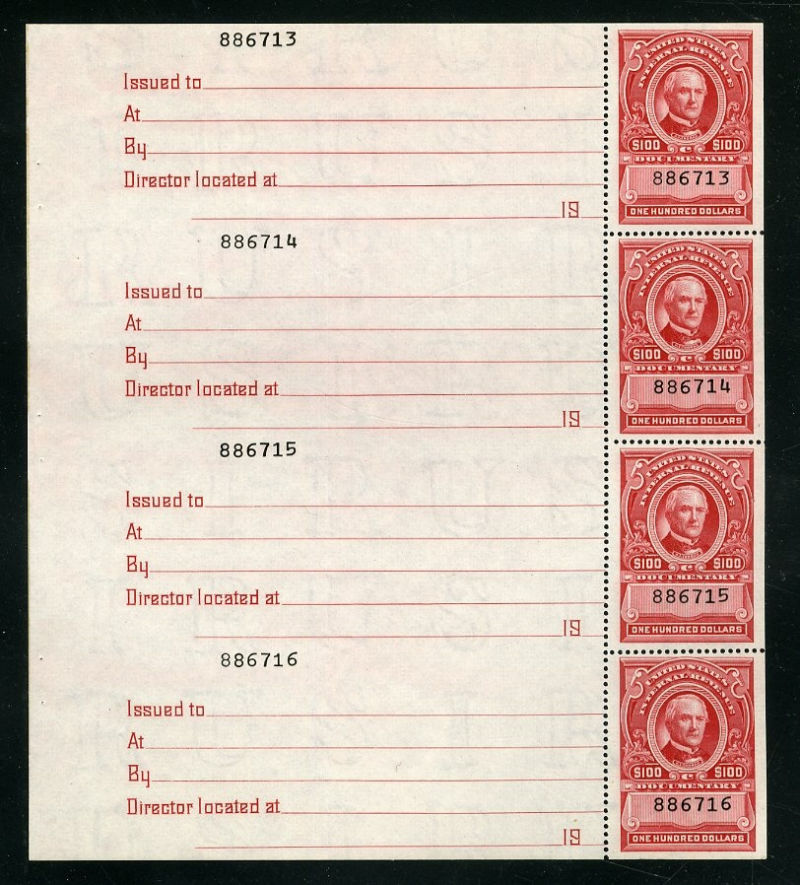 886713
Issued to
At
By
Director located at
19
UNITED STATES
INTERNAL REVENUE
$100 C $100
DOCUMENTARY
886713
ONE HUNDRED DOLLARS
886714
Issued to
At
By
Director located at
19
UNITED STATES
INTERNAL REVENUE
$100 C $100
DOCUMENTARY
886714
ONE HUNDRED DOLLARS
886715
Issued to
At
By
Director located at
19
UNITED STATES
INTERNAL REVENUE
$100 C $100
DOCUMENTARY
886715
ONE HUNDRED DOLLARS
886716
Issued to
At
By
Director located at
19
UNITED STATES
INTERNAL REVENUE
$100 C $100
DOCUMENTARY
886716
ONE HUNDRED DOLLARS